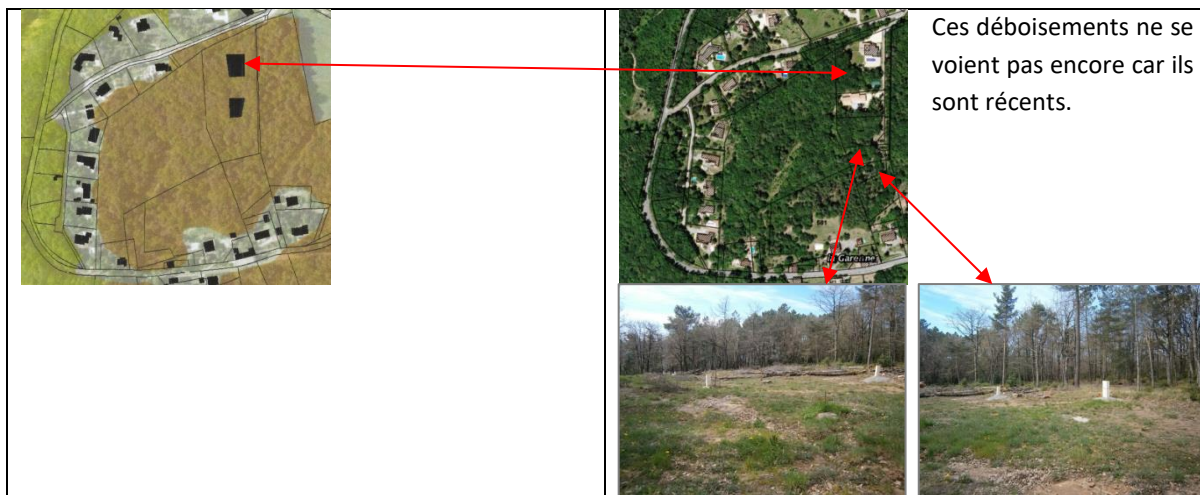 Ces déboisements ne se
voient pas encore car ils
sont récents.
la Garenne